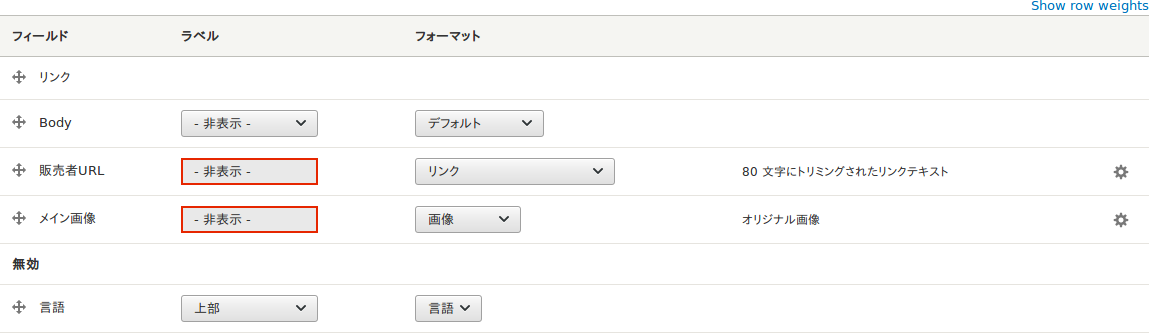 Show row weights
フィールド ラベル フォーマット
リンク
Body - 非表示 - デフォルト
販売者URL - 非表示 - リンク 80 文字にトリミングされたリンクテキスト
メイン画像 - 非表示 - 画像 オリジナル画像
無効
言語 上部 言語